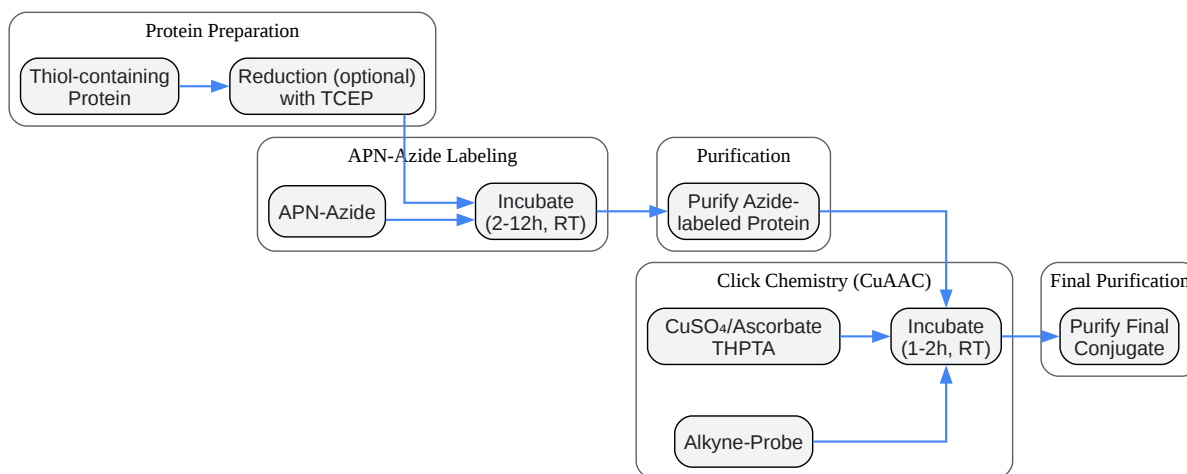 Protein Preparation
Thiol-containing
Protein
Reduction (optional)
with TCEP
APN-Azide Labeling
APN-Azide
Incubate
(2-12h, RT)
Purification
Purify Azide-
labeled Protein
Click Chemistry (CuAAC)
CuSO₄/Ascorbate
THPTA
Alkyne-Probe
Incubate
(1-2h, RT)
Final Purification
Purify Final
Conjugate